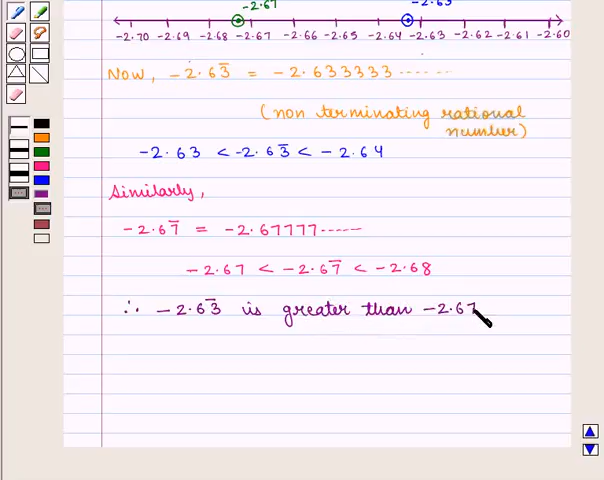 -2.67 -2.63
-2.70 -2.69 -2.68 -2.67 -2.66 -2.65 -2.64 -2.63 -2.62 -2.61 -2.60
Now, -2.63̅ = -2.633333......
(non terminating rational
number)
-2.63 < -2.63̅ < -2.64
Similarly,
-2.67̅ = -2.67777.....
-2.67 < -2.67̅ < -2.68
∴ -2.63̅ is greater than -2.67